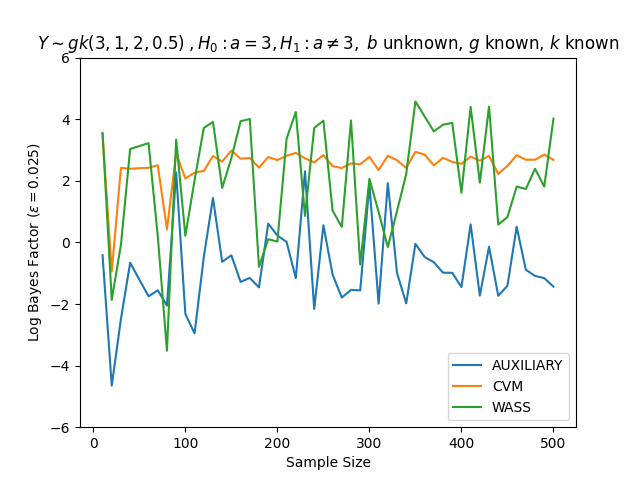 Y ∼ gk(3, 1, 2, 0.5) , H₀ : a = 3, H₁ : a ≠ 3, b unknown, g known, k known
6
4
2
0
−2
−4
−6
Log Bayes Factor (ϵ = 0.025)
AUXILIARY
CVM
WASS
0 100 200 300 400 500
Sample Size